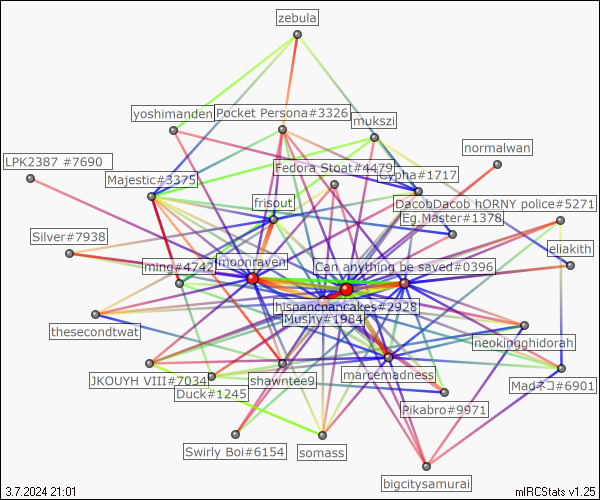 zebula
yoshimanden
Pocket Persona#3326
mukszi
normalwan
LPK2387 #7690
Fedora Stoat#4479
Cypha#1717
Majestic#3375
frisout
DacobDacob hORNY police#5271
Eg.Master#1378
Silver#7938
eliakith
ming#4742
moonraven
Can anything be saved#0396
hispancpancakes#2928
Mushy#1984
thesecondtwat
neokingghidorah
JKOUYH VIII#7034
shawntee9
marcemadness
Duck#1245
Madネコ#6901
Pikabro#9971
Swirly Boi#6154
somass
bigcitysamurai
3.7.2024 21:01
mIRCStats v1.25